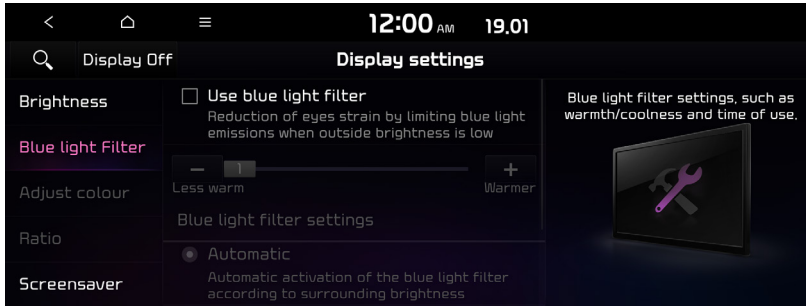 12:00 AM 19.01
Display Off
Display settings
Brightness
Blue light Filter
Adjust colour
Ratio
Screensaver
Use blue light filter
Reduction of eyes strain by limiting blue light
emissions when outside brightness is low
1
Less warm
Warmer
Blue light filter settings
Automatic
Automatic activation of the blue light filter
according to surrounding brightness
Blue light filter settings, such as
warmth/coolness and time of use.